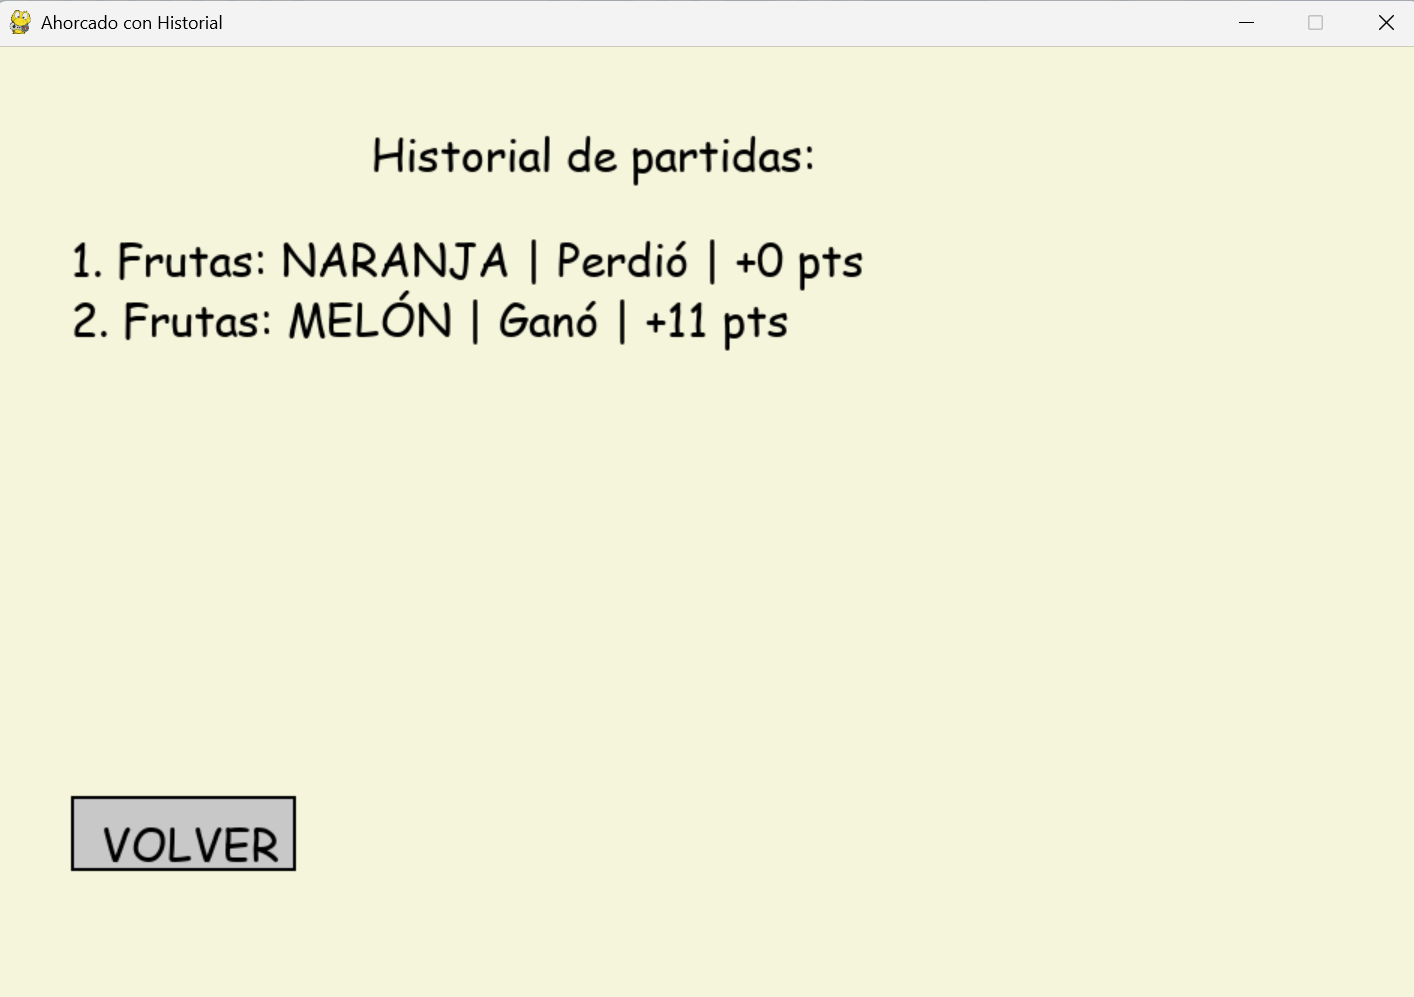 Ahorcado con Historial
Historial de partidas:
1. Frutas: NARANJA | Perdió | +0 pts
2. Frutas: MELÓN | Ganó | +11 pts
VOLVER